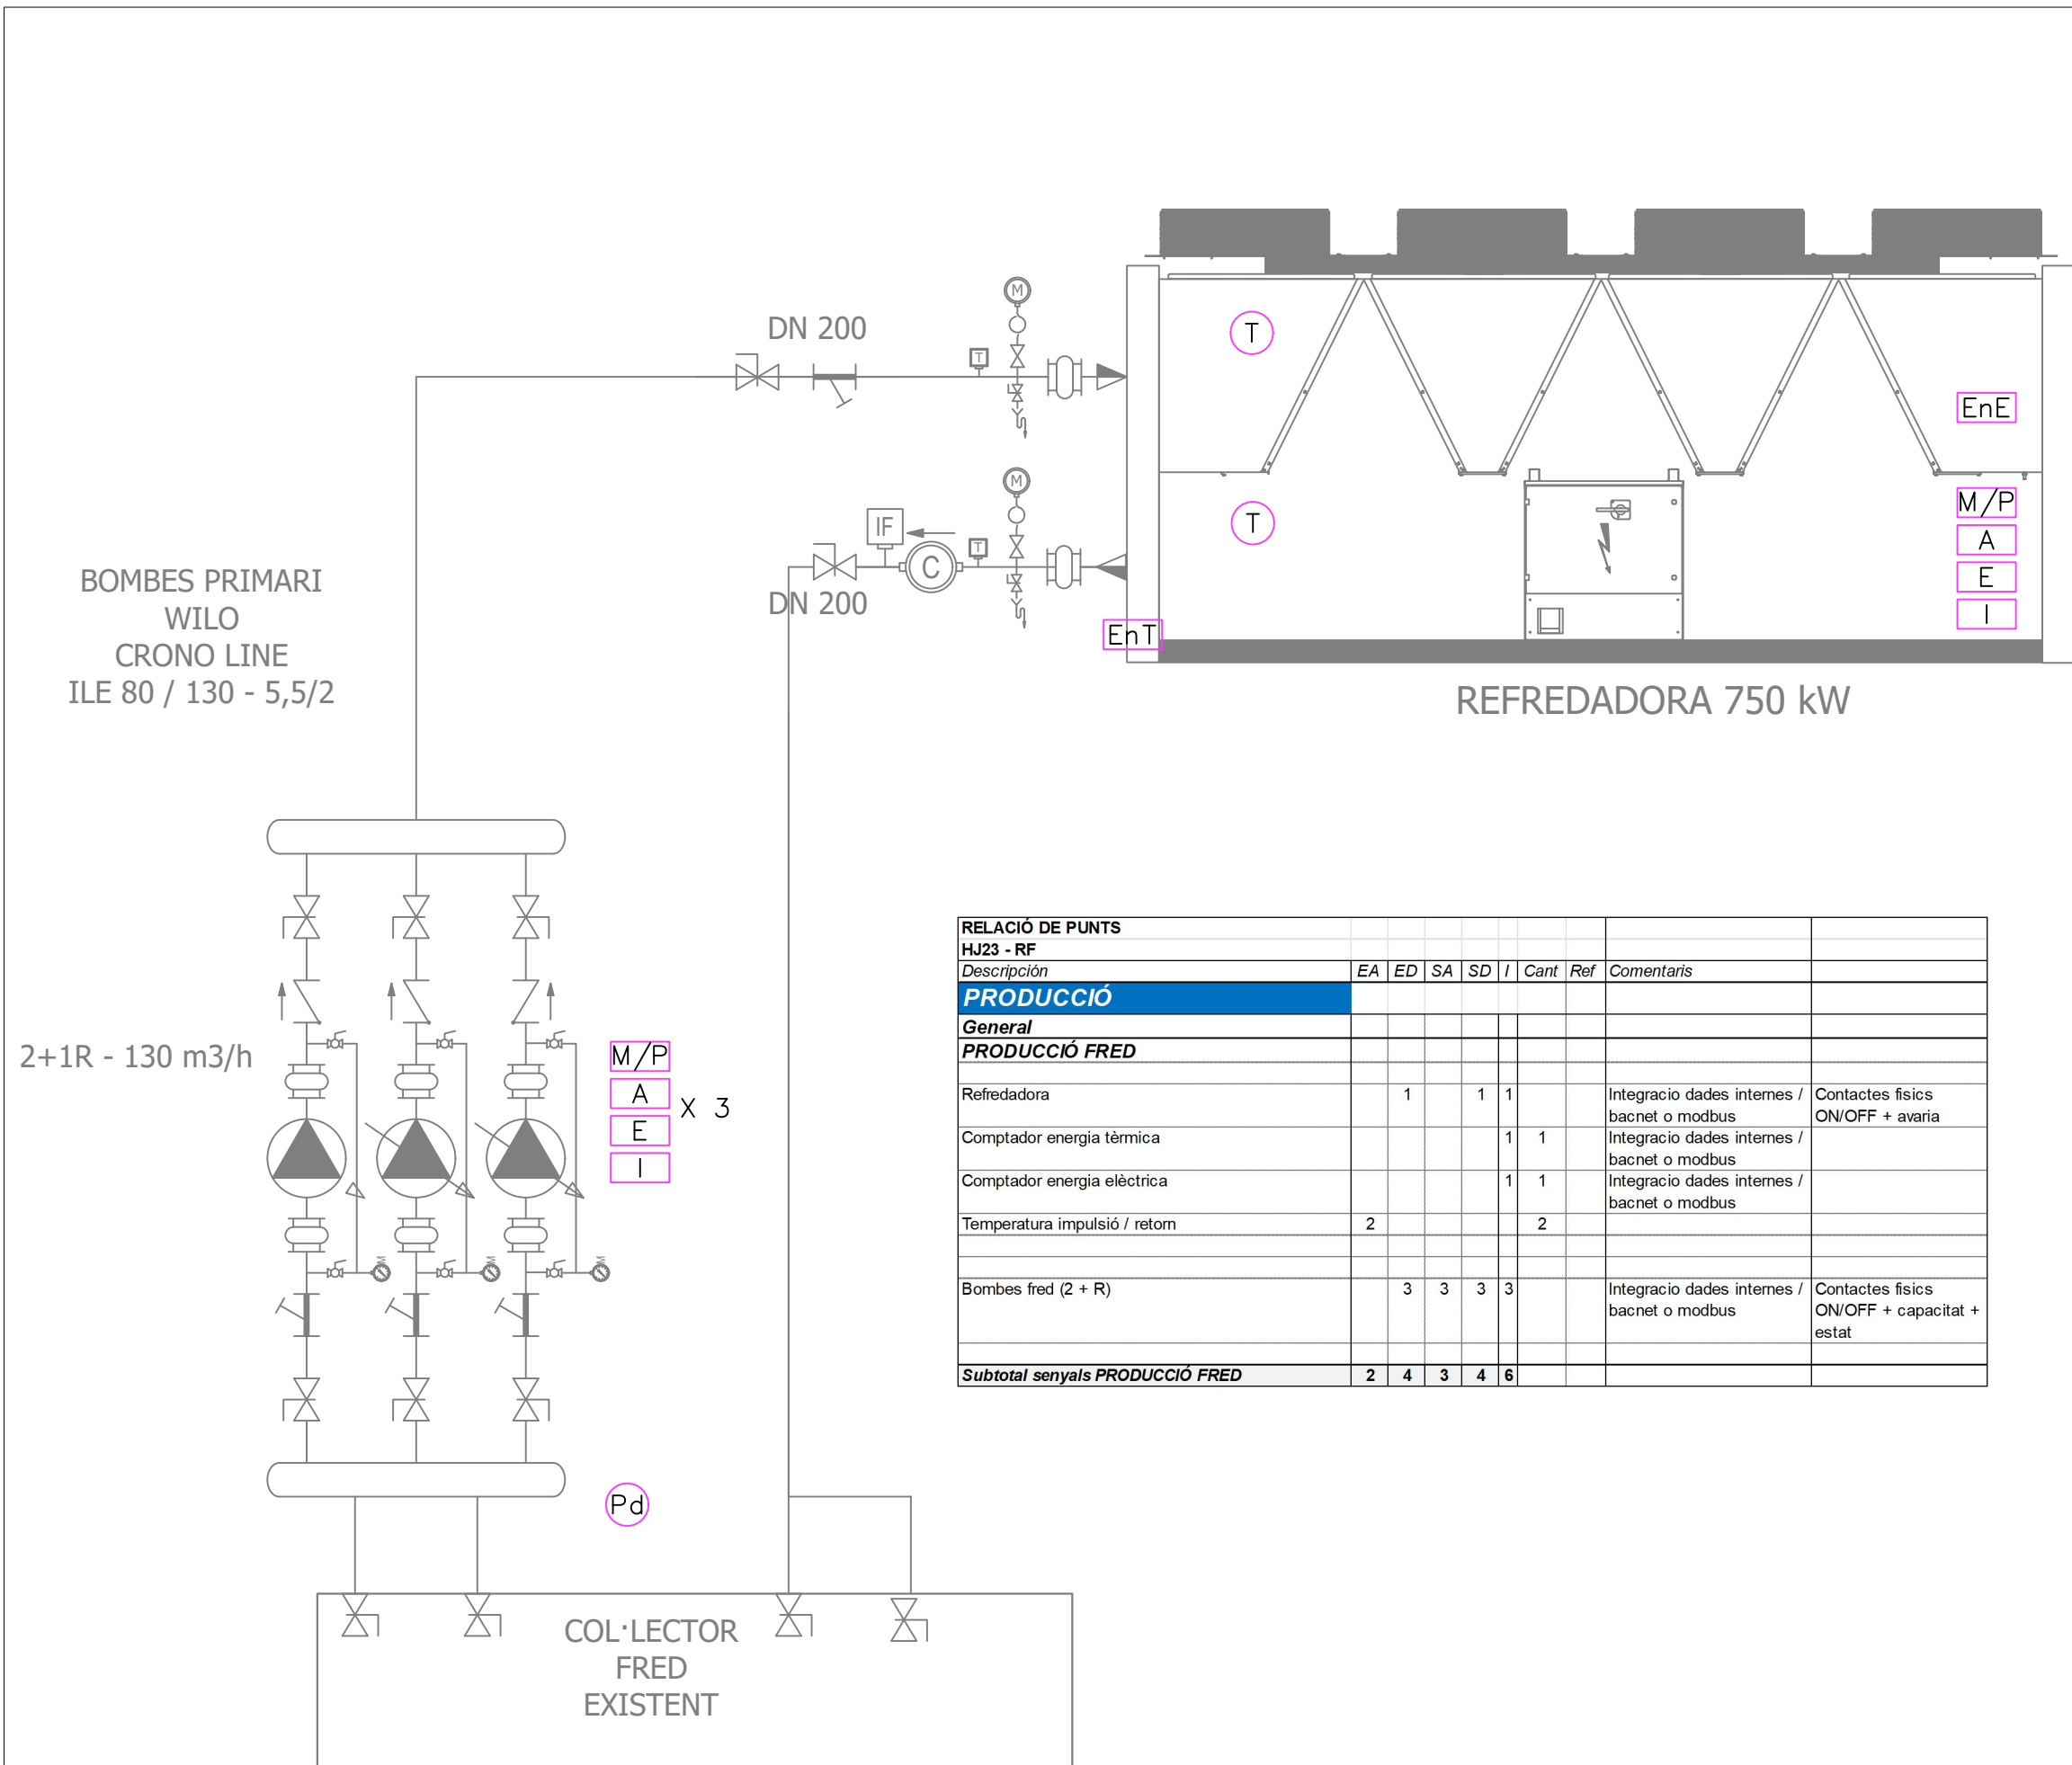 M
DN 200
T
T
EnE
M
M/P
IF
T
A
C
T
E
I
DN 200
EnT
BOMBES PRIMARI
WILO
CRONO LINE
ILE 80 / 130 - 5,5/2
REFREDADORA 750 kW
2+1R - 130 m3/h
M/P
A
X 3
E
I
M M M
Pd
COL·LECTOR
FRED
EXISTENT
RELACIÓ DE PUNTS
HJ23 - RF
Descripción EA ED SA SD I Cant Ref Comentaris
PRODUCCIÓ
General
PRODUCCIÓ FRED
Refredadora 1 1 1 Integracio dades internes / Contactes fisics
bacnet o modbus ON/OFF + avaria
Comptador energia tèrmica 1 1 Integracio dades internes /
bacnet o modbus
Comptador energia elèctrica 1 1 Integracio dades internes /
bacnet o modbus
Temperatura impulsió / retorn 2 2
Bombes fred (2 + R) 3 3 3 3 Integracio dades internes / Contactes fisics
bacnet o modbus ON/OFF + capacitat +
estat
Subtotal senyals PRODUCCIÓ FRED 2 4 3 4 6